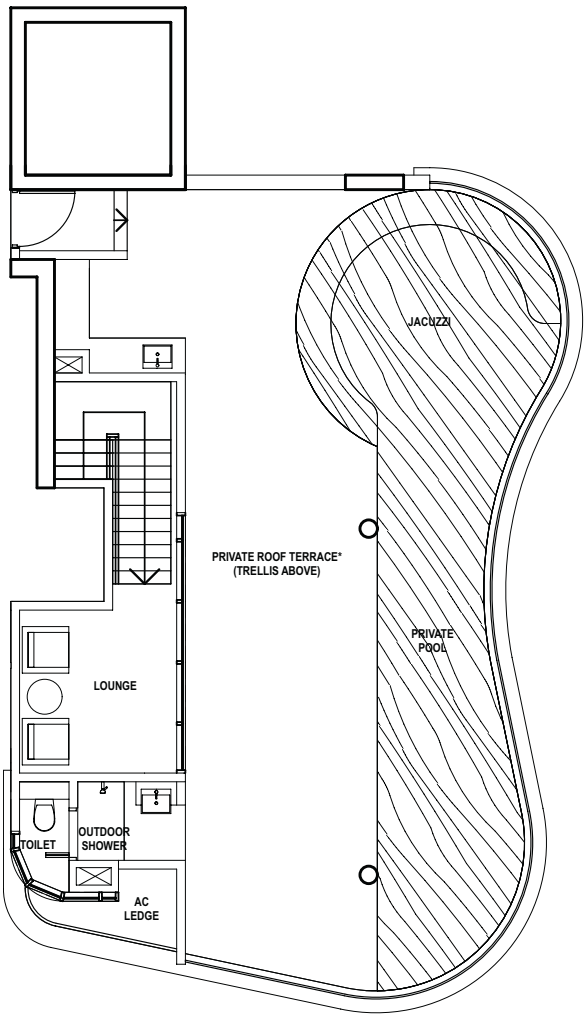 JACUZZI
PRIVATE ROOF TERRACE*
(TRELLIS ABOVE)
PRIVATE
POOL
LOUNGE
TOILET
OUTDOOR
SHOWER
AC
LEDGE